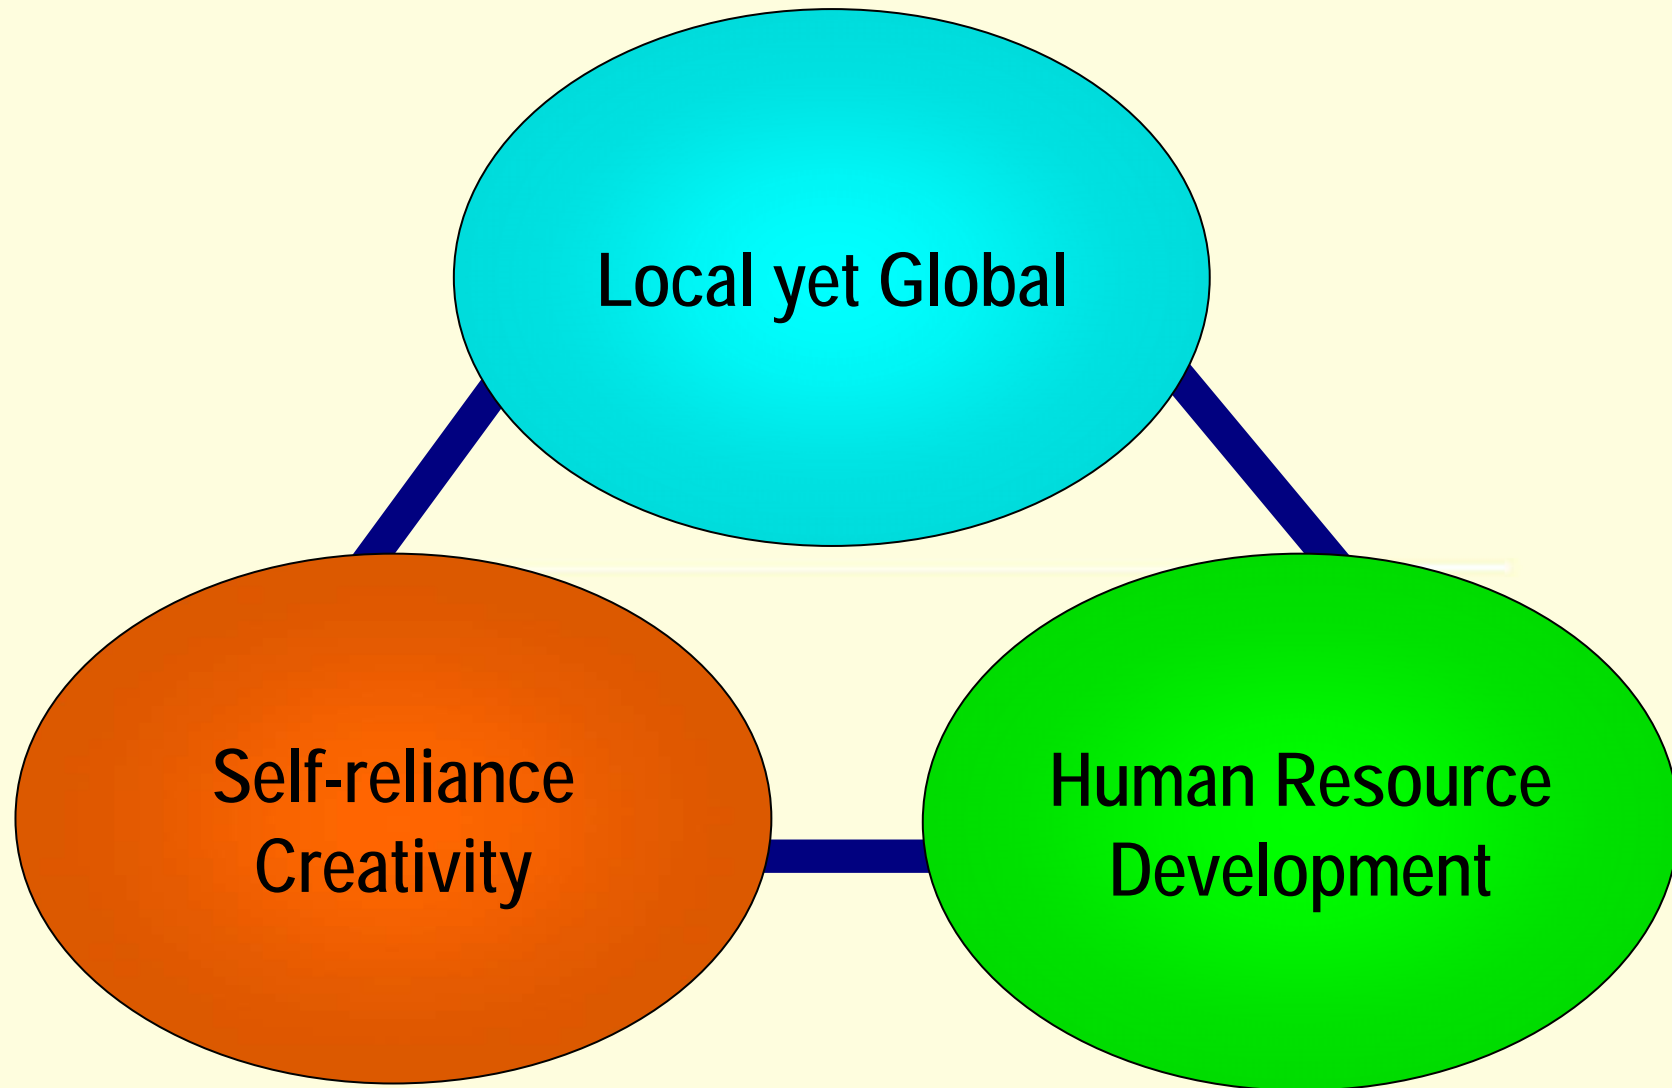 Local yet Global
Self-reliance
Creativity
Human Resource
Development